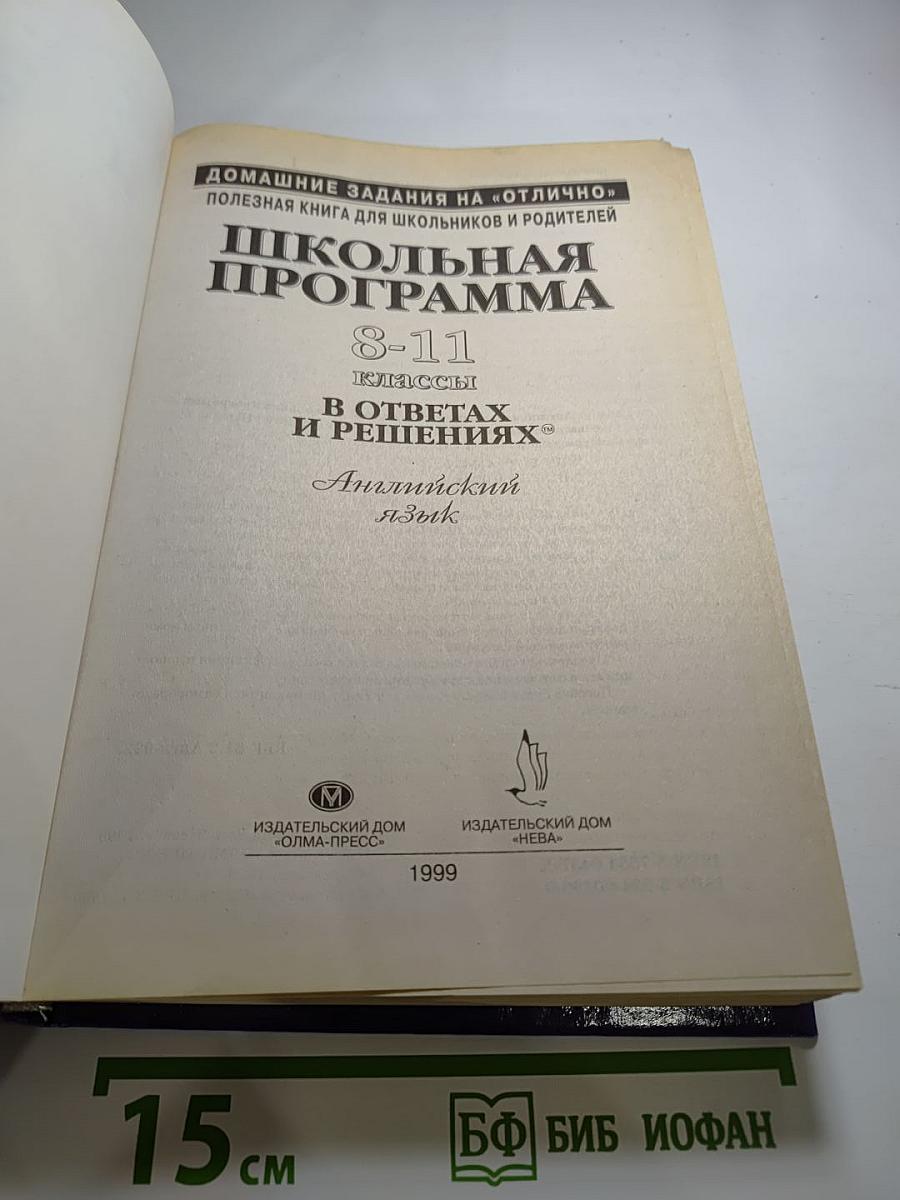 ДОМАШНИЕ ЗАДАНИЯ НА «ОТЛИЧНО»
ПОЛЕЗНАЯ КНИГА ДЛЯ ШКОЛЬНИКОВ И РОДИТЕЛЕЙ
ШКОЛЬНАЯ
ПРОГРАММА
8-11
классы
В ОТВЕТАХ
И РЕШЕНИЯХ™
Английский
язык
ИЗДАТЕЛЬСКИЙ ДОМ
«ОЛМА-ПРЕСС»
ИЗДАТЕЛЬСКИЙ ДОМ
«НЕВА»
1999
15 см
БФ БИБ ИОФАН